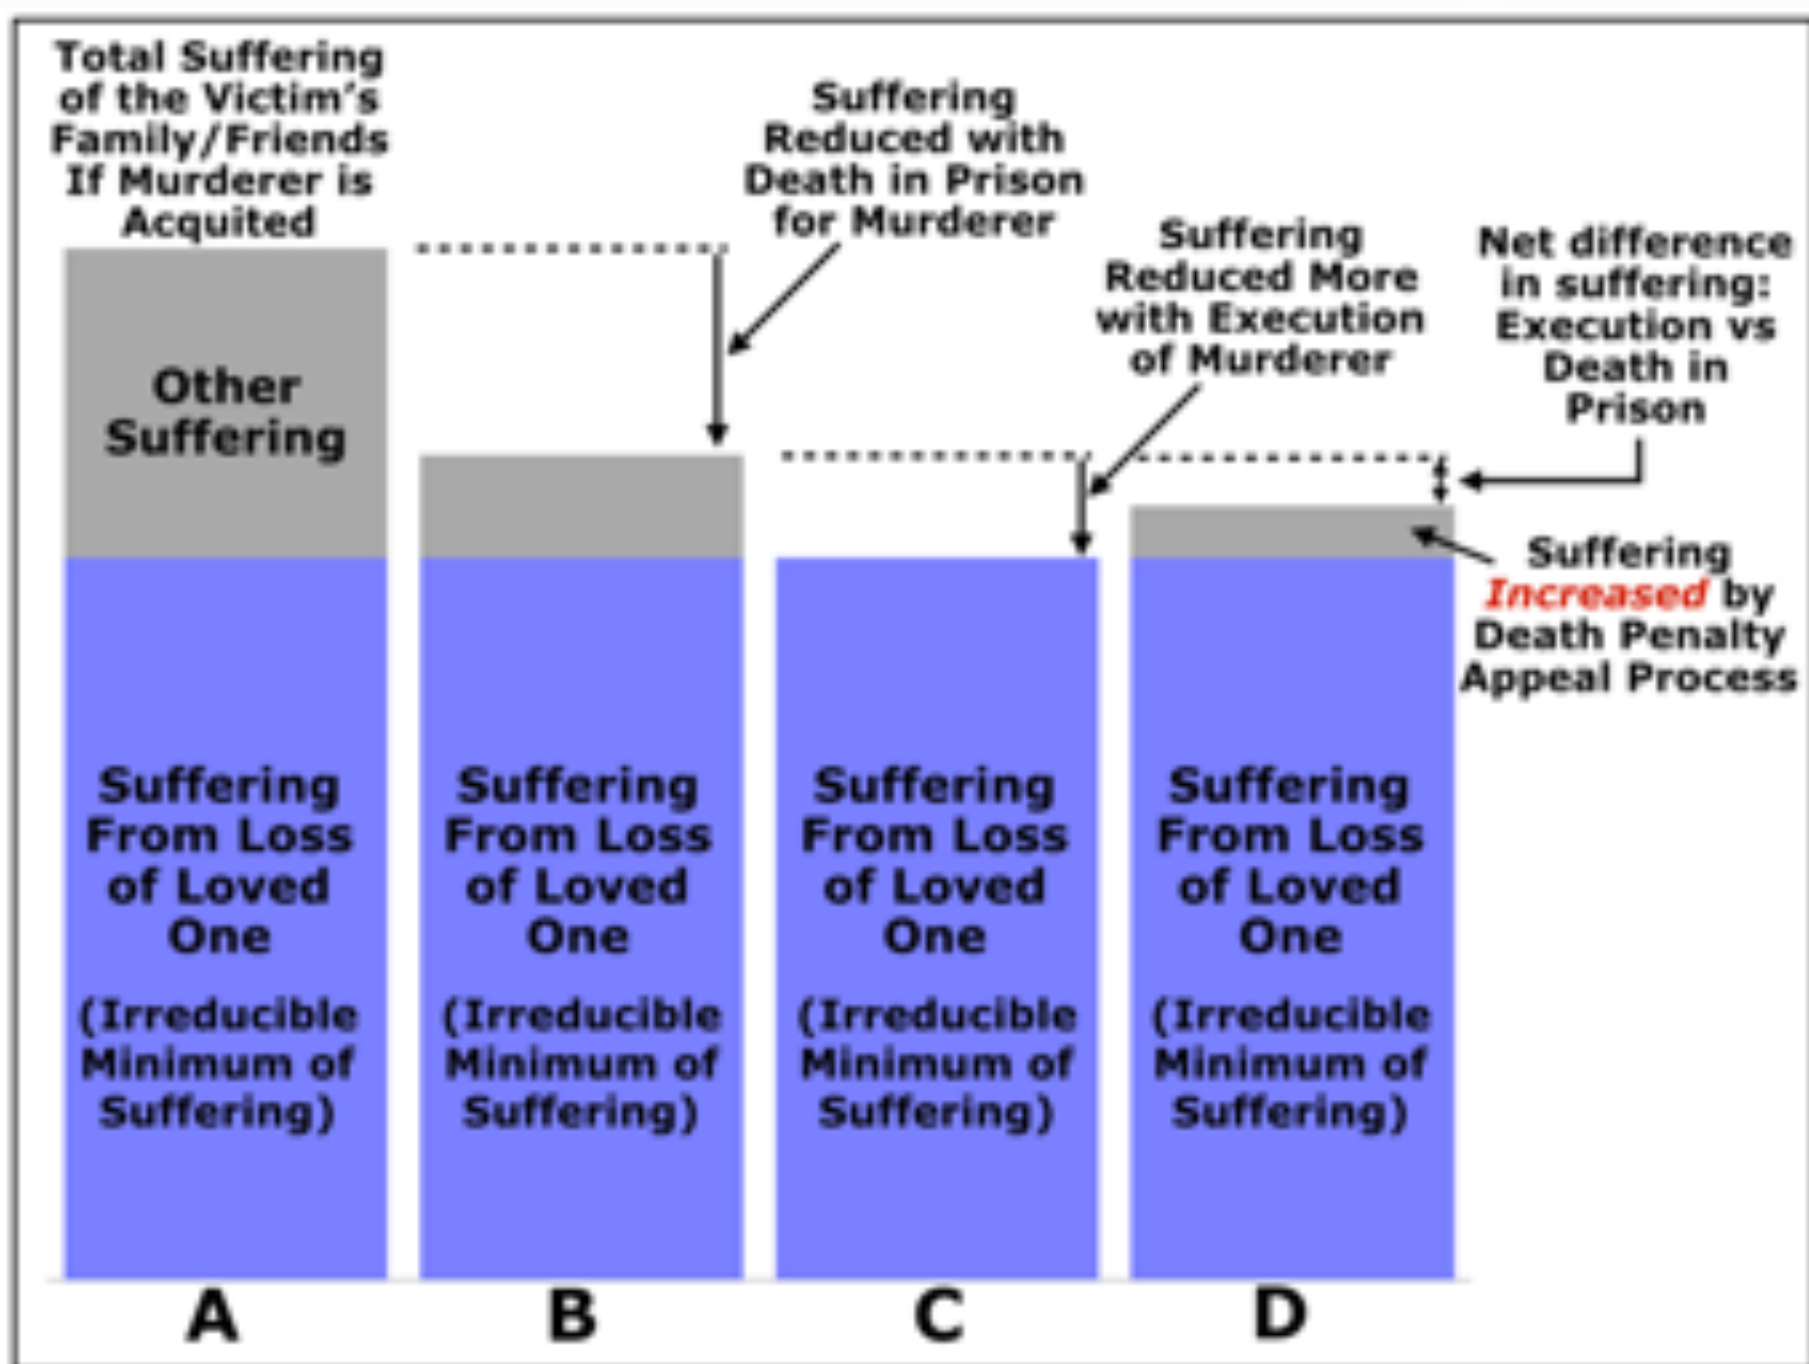 Total Suffering
of the Victim's
Family/Friends
If Murderer is
Acquited
Suffering
Reduced with
Death in Prison
for Murderer
Suffering
Reduced More
with Execution
of Murderer
Net difference
in suffering:
Execution vs
Death in
Prison
Other
Suffering
Suffering
Increased by
Death Penalty
Appeal Process
Suffering
From Loss
of Loved
One
(Irreducible
Minimum of
Suffering)
Suffering
From Loss
of Loved
One
(Irreducible
Minimum of
Suffering)
Suffering
From Loss
of Loved
One
(Irreducible
Minimum of
Suffering)
Suffering
From Loss
of Loved
One
(Irreducible
Minimum of
Suffering)
A
B
C
D